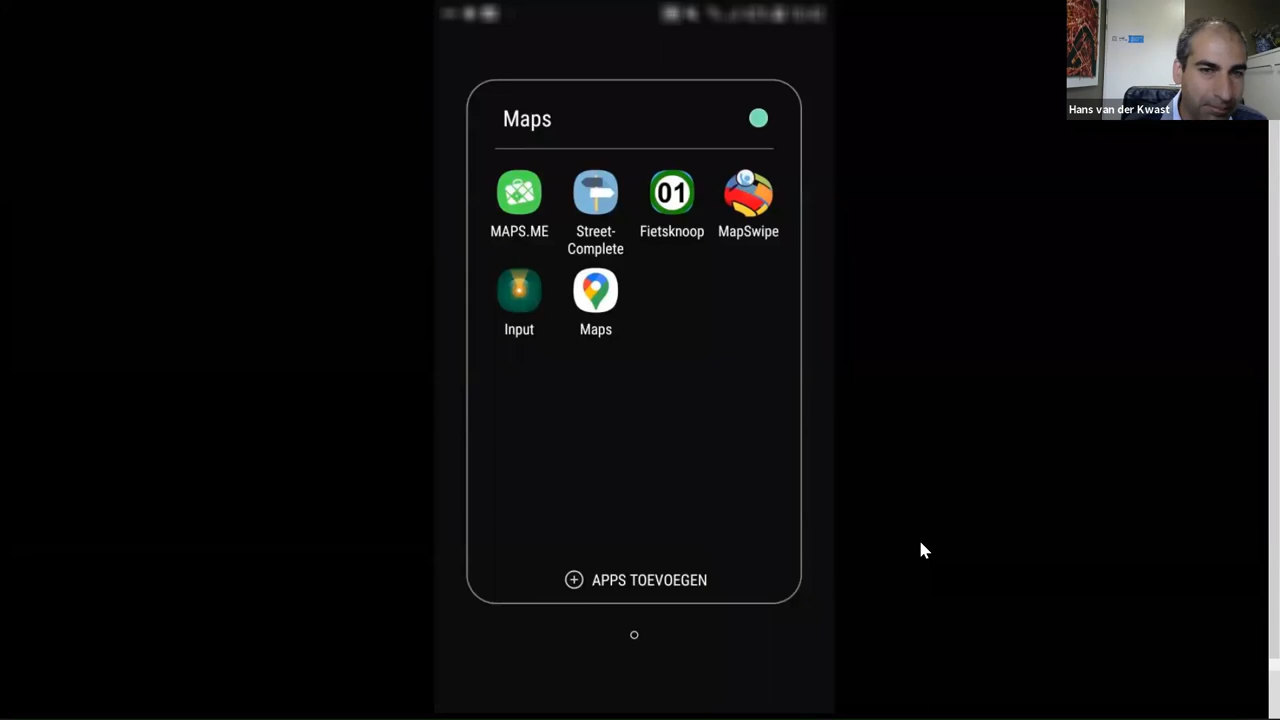 Hans van der Kwast
Maps
01
MAPS.ME
Street-
Complete
Fietsknoop
MapSwipe
Input
Maps
APPS TOEVOEGEN